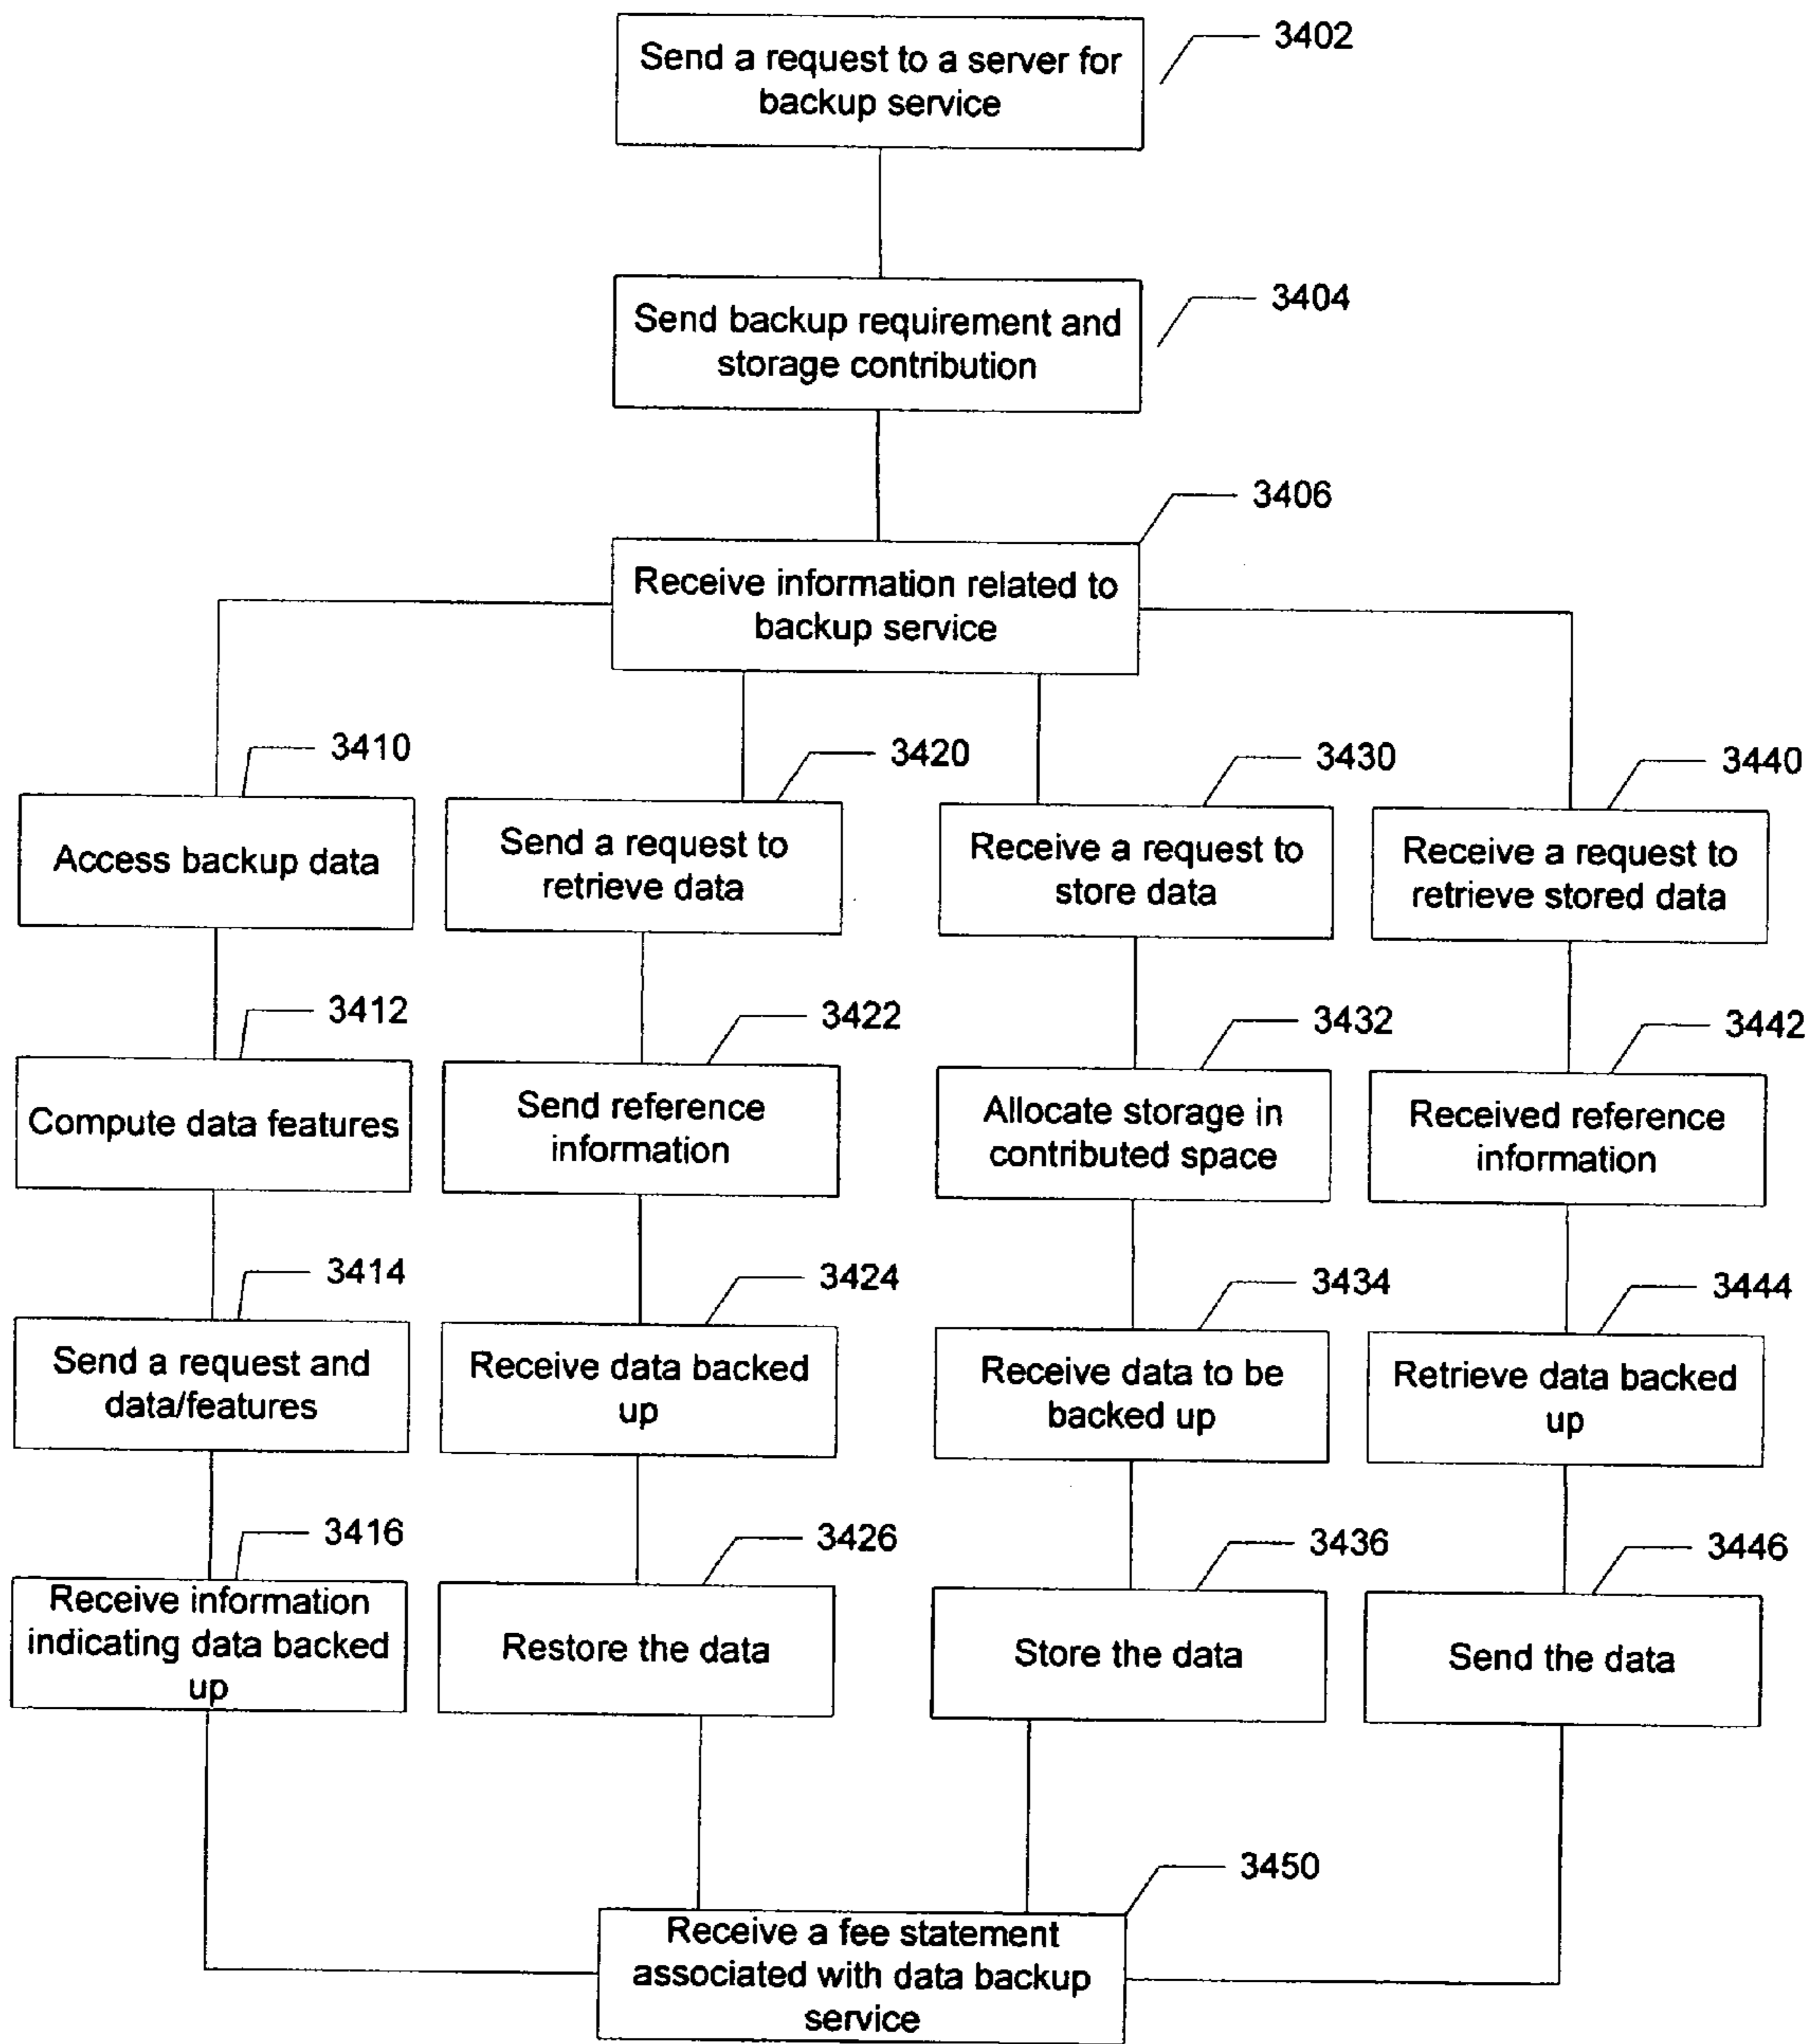 3402
Send a request to a server for
backup service
3404
Send backup requirement and
storage contribution
3406
Receive information related to
backup service
3410
3420
3430
3440
Access backup data
Send a request to
retrieve data
Receive a request to
store data
Receive a request to
retrieve stored data
3412
3422
3432
3442
Compute data features
Send reference
information
Allocate storage in
contributed space
Received reference
information
3414
3424
3434
3444
Send a request and
data/features
Receive data backed
up
Receive data to be
backed up
Retrieve data backed
up
3416
3426
3436
3446
Receive information
indicating data backed
up
Restore the data
Store the data
Send the data
3450
Receive a fee statement
associated with data backup
service